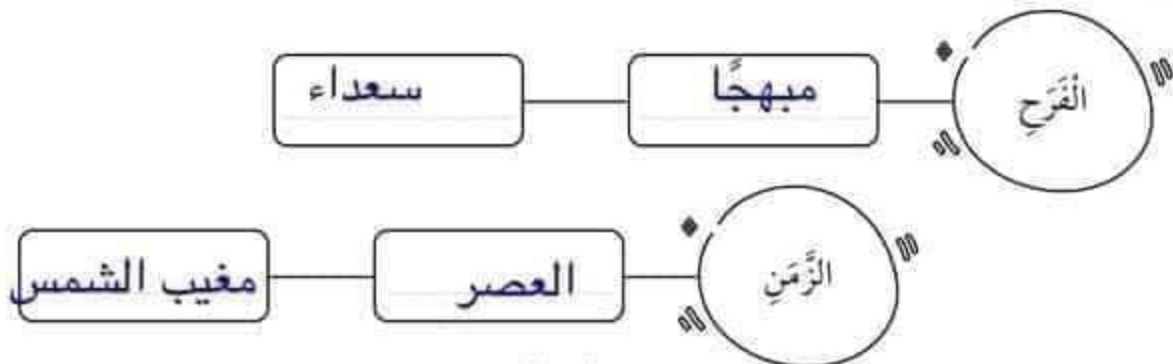 الْفَرَحِ مبهجًا سعداء
الزَّمَنِ العصر مغيب الشمس